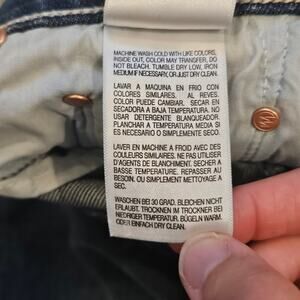 MACHINE WASH COLD WITH LIKE COLORS,
INSIDE OUT, COLOR MAY TRANSFER, DO
NOT BLEACH. TUMBLE DRY LOW, IRON
MEDIUM IF NECESSARY, OR JUST DRY CLEAN.
LAVAR A MAQUINA EN FRIO CON
COLORES SIMILARES. AL REVES.
COLOR PUEDE CAMBIAR. SECAR EN
SECADORA A BAJA TEMPERATURA. NO
USAR DETERGENTE BLANQUEADOR.
PLANCHAR A TEMPERATURA MEDIA SI
ES NECESARIO O SIMPLEMENTE SECO.
LAVER EN MACHINE A FROID AVEC DES
COULEURS SIMILAIRES. NE PAS UTILISER
D'AGENTS DE BLANCHIMENT. SECHER A
BASSE TEMPERATURE. REPASSER AU
BESOIN, OU SIMPLEMENT NETTOYAGE A
SEC.
WASCHEN BEI 30 GRAD. BLEICHEN NICHT
ERLAUBT. TROCKNEN IM TROCKNER BEI
NIEDRIGER TEMPERATUR. BÜGELN WARM.
ODER EINFACH DRY CLEAN.